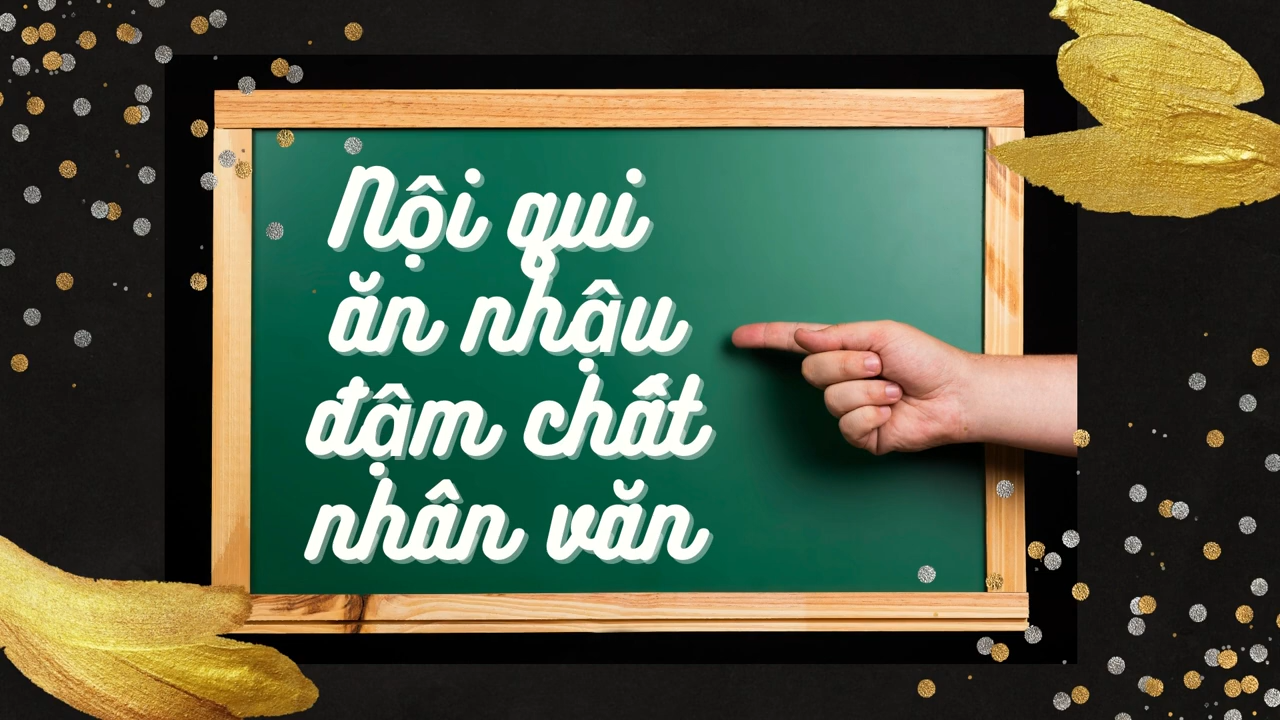 Nội qui
ăn nhậu
đậm chất
nhân văn